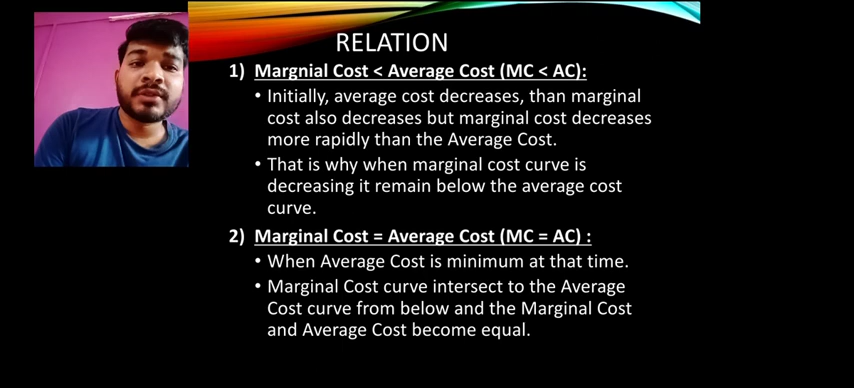 RELATION
1) Margnial Cost < Average Cost (MC < AC):
• Initially, average cost decreases, than marginal
cost also decreases but marginal cost decreases
more rapidly than the Average Cost.
• That is why when marginal cost curve is
decreasing it remain below the average cost
curve.
2) Marginal Cost = Average Cost (MC = AC) :
• When Average Cost is minimum at that time.
• Marginal Cost curve intersect to the Average
Cost curve from below and the Marginal Cost
and Average Cost become equal.